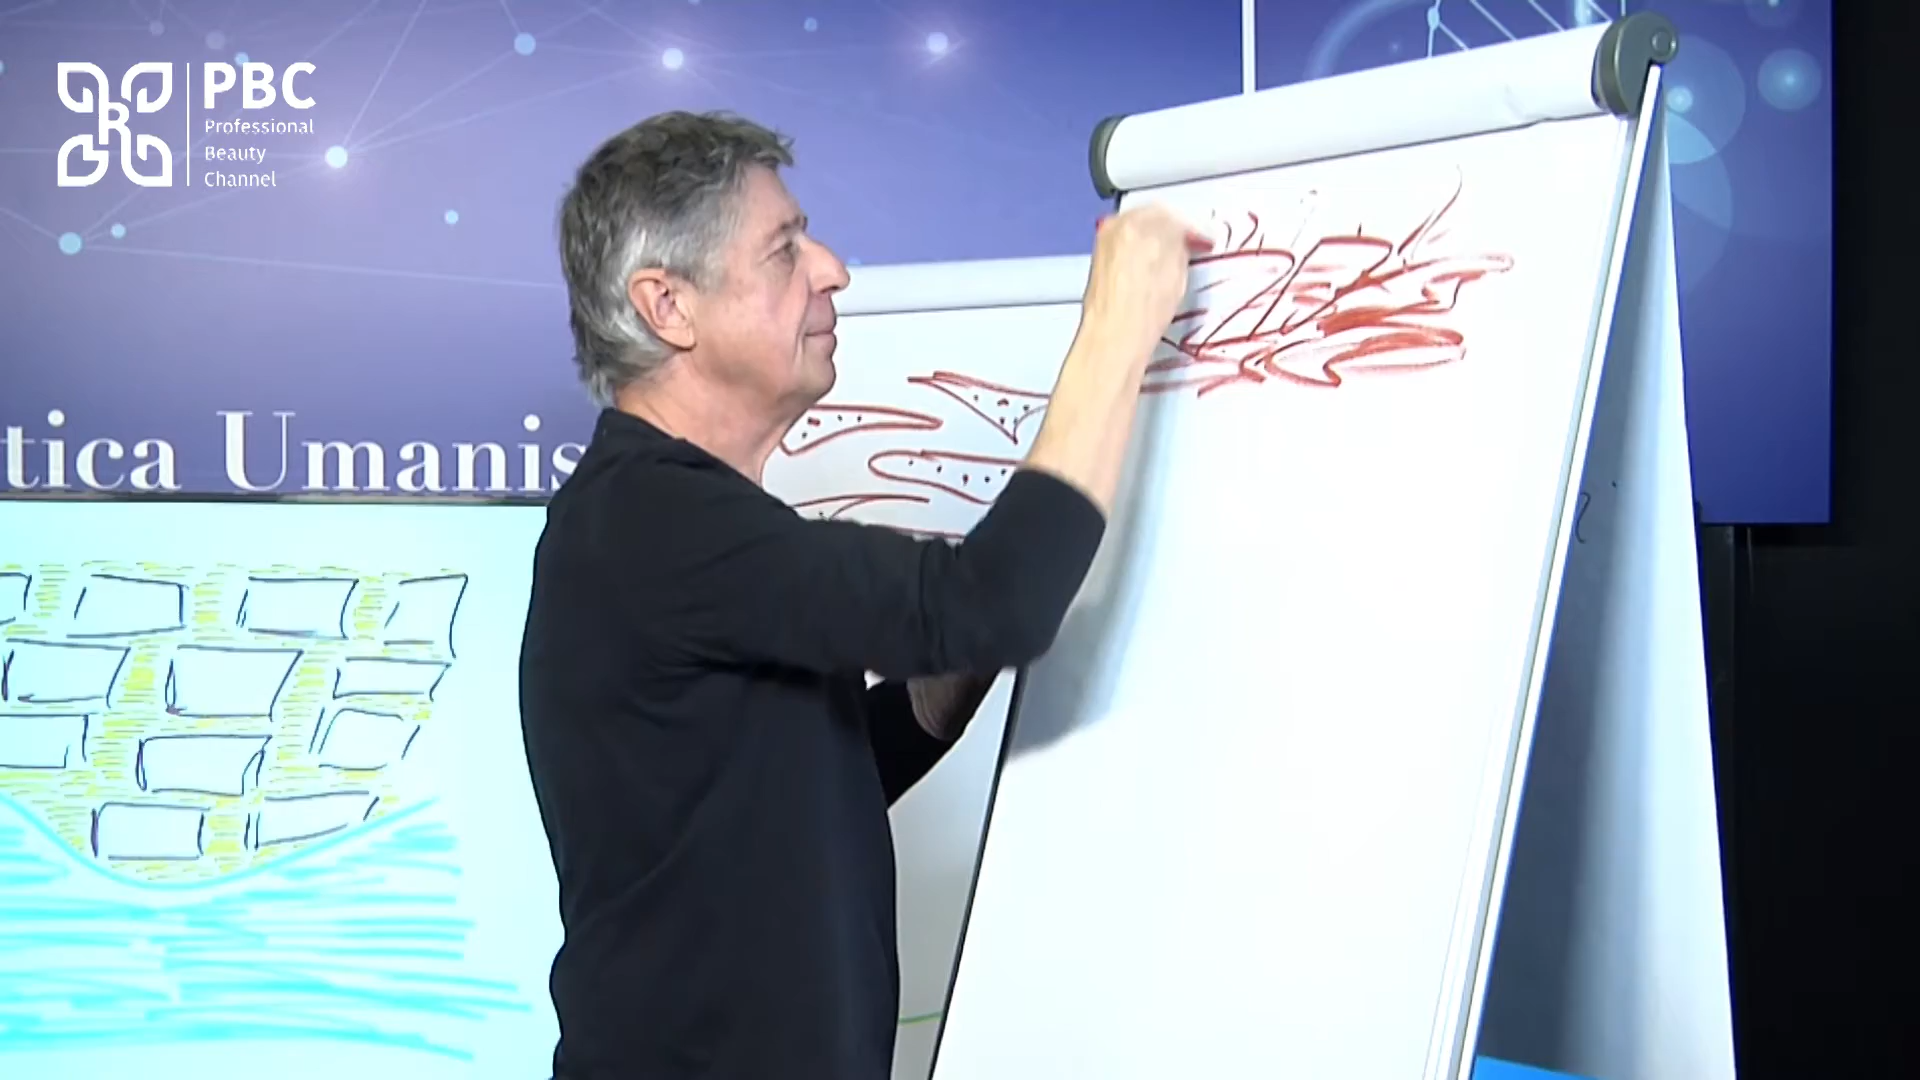 PBC
Professional
Beauty
Channel
R
tica Umanis